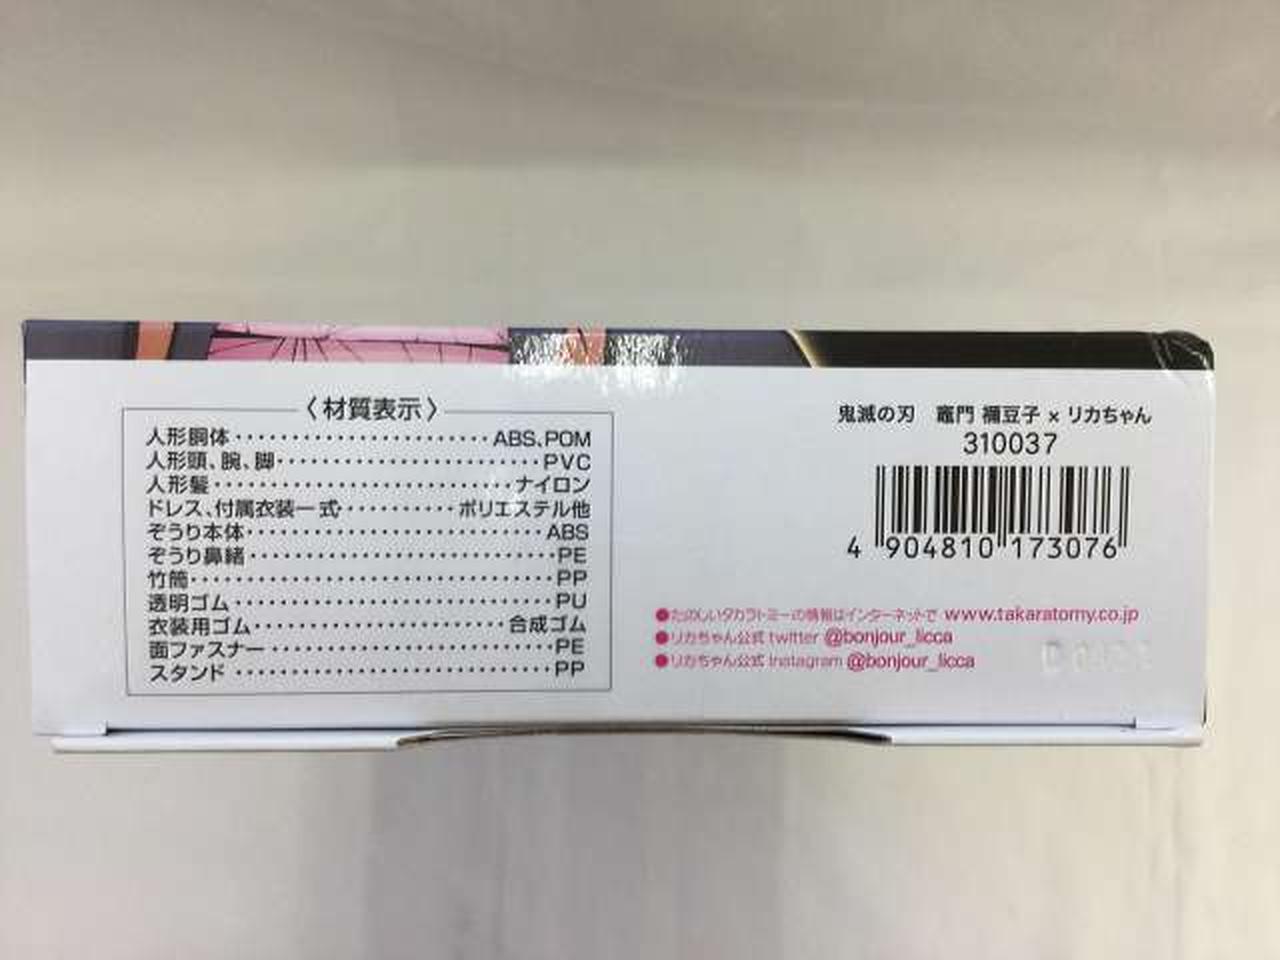 〈材質表示〉
人形胴体 ABS、POM
人形頭、腕、脚 PVC
人形髪 ナイロン
ドレス、付属衣装一式 ポリエステル他
ぞうり本体 ABS
ぞうり鼻緒 PE
竹筒 PP
透明ゴム PU
衣装用ゴム 合成ゴム
面ファスナー PE
スタンド PP
鬼滅の刃 竈門 禰豆子 × リカちゃん
310037
4 904810 173076
●たのしいタカラトミーの情報はインターネットで www.takaratomy.co.jp
●リカちゃん公式 twitter @bonjour_licca
●リカちゃん公式 Instagram @bonjour_licca